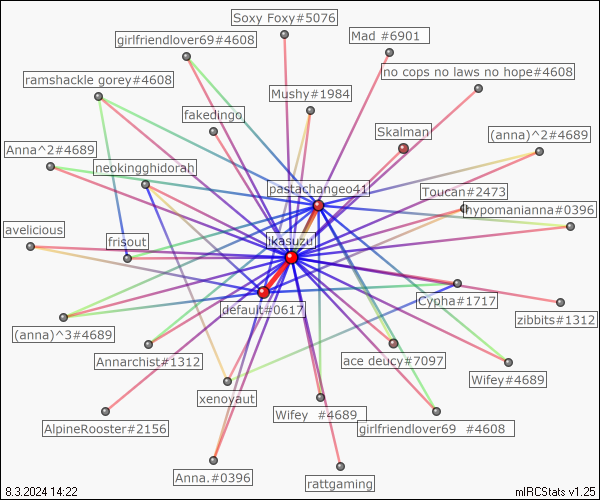 Soxy Foxy#5076
Mad #6901
girlfriendlover69#4608
no cops no laws no hope#4608
ramshackle gorey#4608
Mushy#1984
fakedingo
Skalman
(anna)^2#4689
Anna^2#4689
neokingghidorah
pastachangeo41
Toucan#2473
hypomanianna#0396
avelicious
frisout
jkasuzu
default#0617
Cypha#1717
zibbits#1312
(anna)^3#4689
Annarchist#1312
ace deucy#7097
Wifey#4689
xenoyaut
Wifey #4689
AlpineRooster#2156
girlfriendlover69 #4608
Anna.#0396
rattgaming
8.3.2024 14:22
mIRCStats v1.25